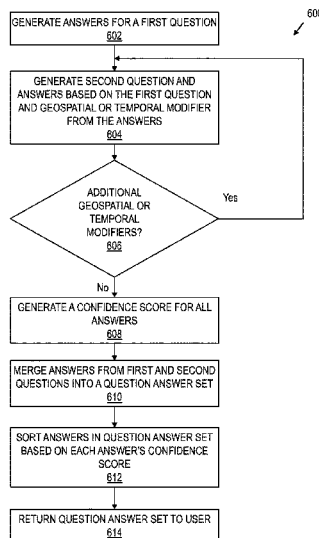 600
GENERATE ANSWERS FOR A FIRST QUESTION
602
GENERATE SECOND QUESTION AND
ANSWERS BASED ON THE FIRST QUESTION
AND GEOSPATIAL OR TEMPORAL MODIFIER
FROM THE ANSWERS
604
ADDITIONAL
GEOSPATIAL OR
TEMPORAL
MODIFIERS?
606
Yes
No
GENERATE A CONFIDENCE SCORE FOR ALL
ANSWERS
608
MERGE ANSWERS FROM FIRST AND SECOND
QUESTIONS INTO A QUESTION ANSWER SET
610
SORT ANSWERS IN QUESTION ANSWER SET
BASED ON EACH ANSWER'S CONFIDENCE
SCORE
612
RETURN QUESTION ANSWER SET TO USER
614